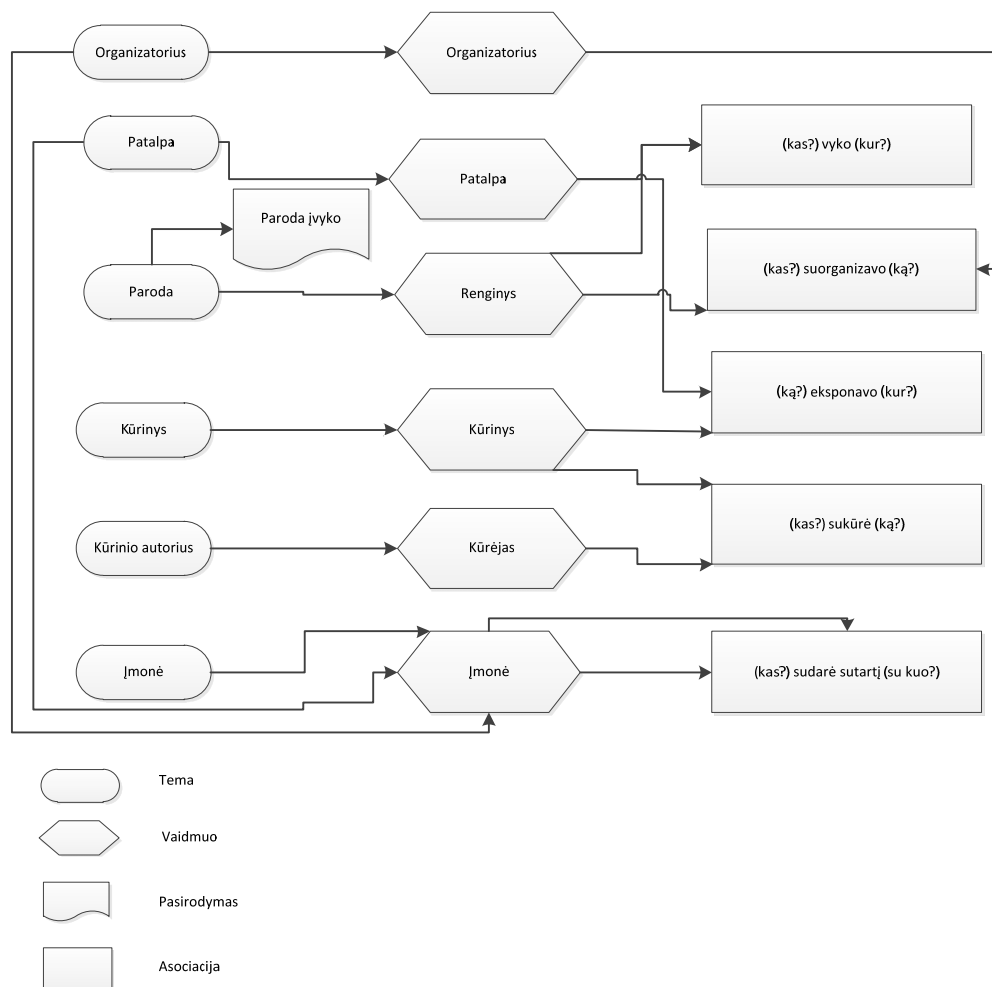 Organizatorius
Organizatorius
Patalpa
Patalpa
(kas?) vyko (kur?)
Paroda įvyko
Paroda
Renginys
(kas?) suorganizavo (ką?)
(ką?) eksponavo (kur?)
Kūrinys
Kūrinys
(kas?) sukūrė (ką?)
Kūrinio autorius
Kūrėjas
Įmonė
Įmonė
(kas?) sudarė sutartį (su kuo?)
Tema
Vaidmuo
Pasirodymas
Asociacija